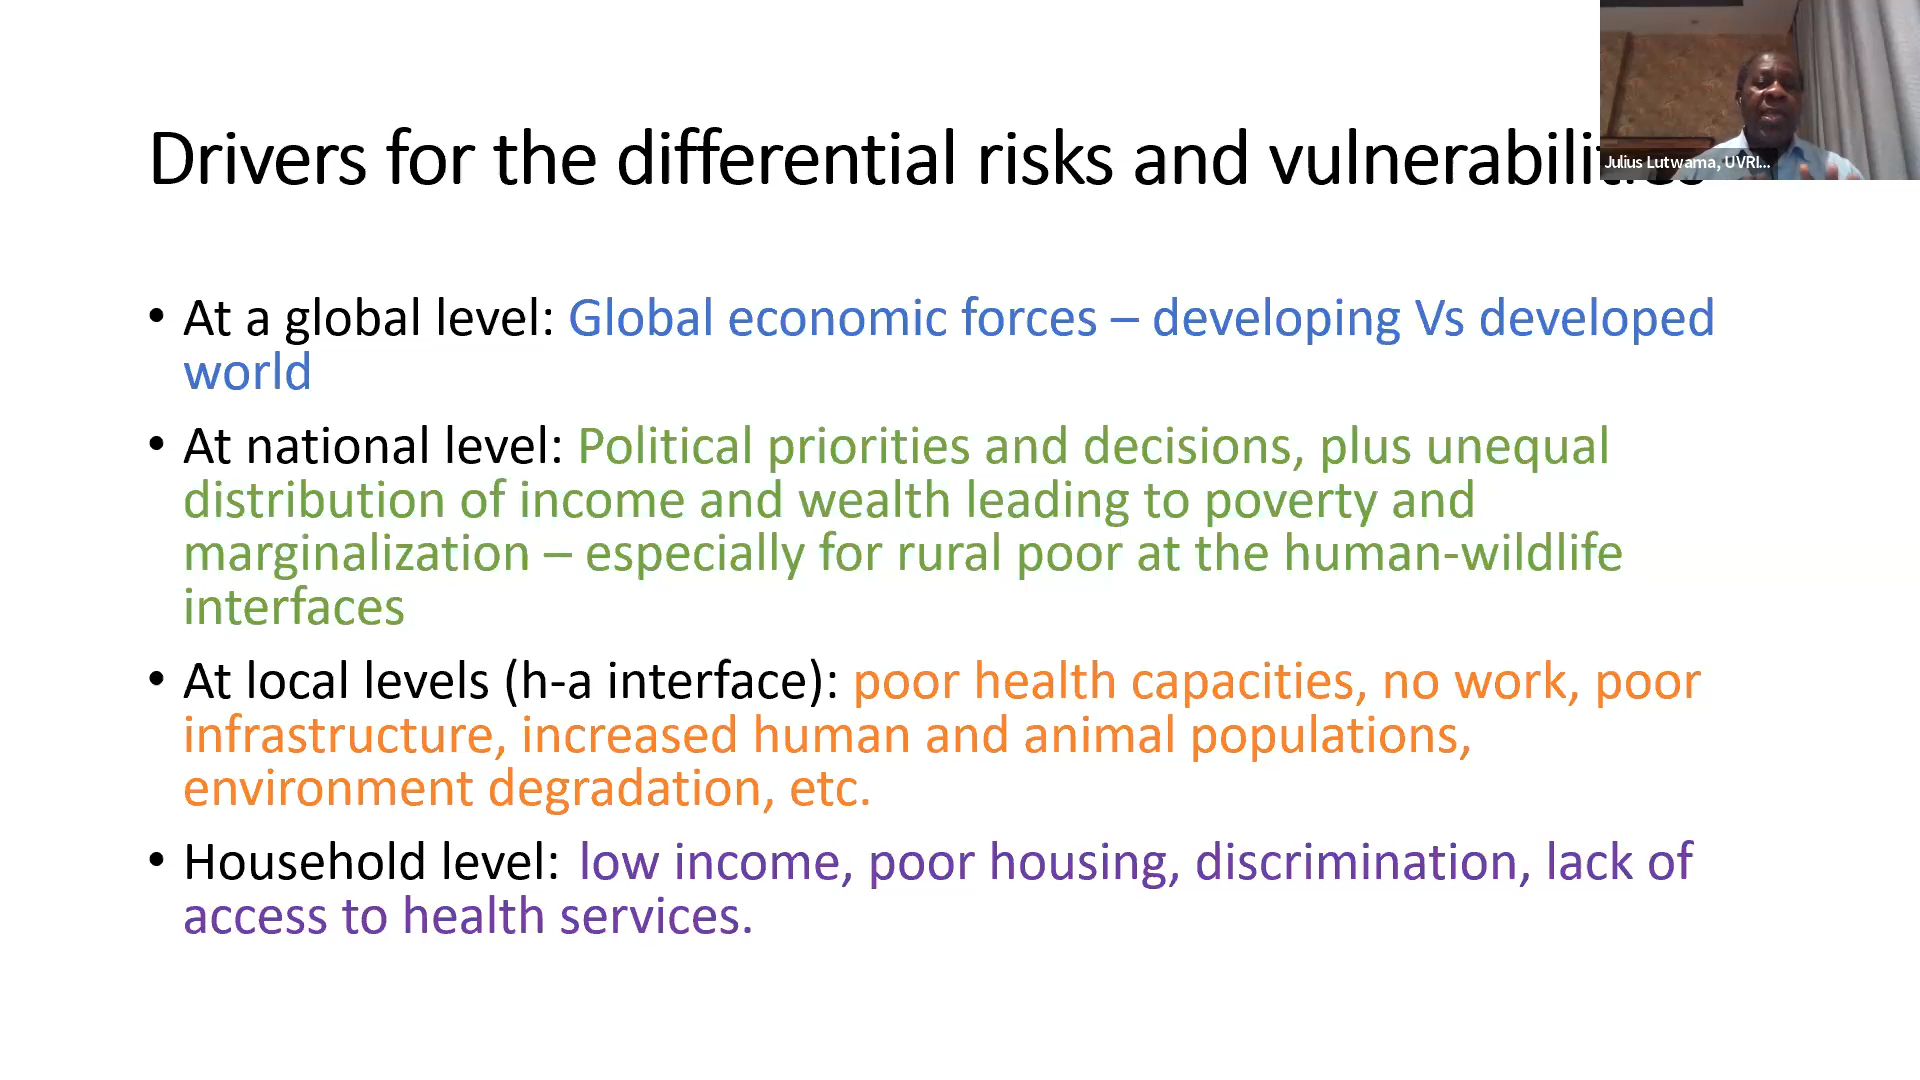 Drivers for the differential risks and vulnerabilities
Julius Lutwama, UVRI...
• At a global level: Global economic forces – developing Vs developed
world
• At national level: Political priorities and decisions, plus unequal
distribution of income and wealth leading to poverty and
marginalization – especially for rural poor at the human-wildlife
interfaces
• At local levels (h-a interface): poor health capacities, no work, poor
infrastructure, increased human and animal populations,
environment degradation, etc.
• Household level: low income, poor housing, discrimination, lack of
access to health services.